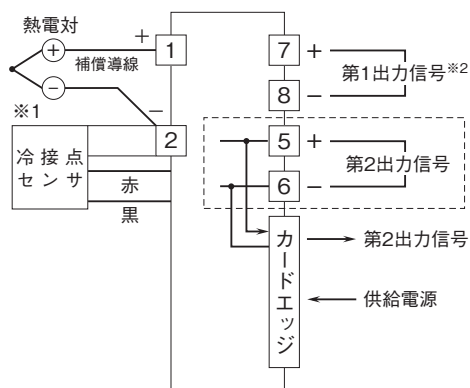 熱電対
+
補償導線
+
1
7
+
第1出力信号※2
−
−
8
−
※1
2
5
+
冷接点
センサ
第2出力信号
赤
6
−
黒
カードエッジ
第2出力信号
供給電源